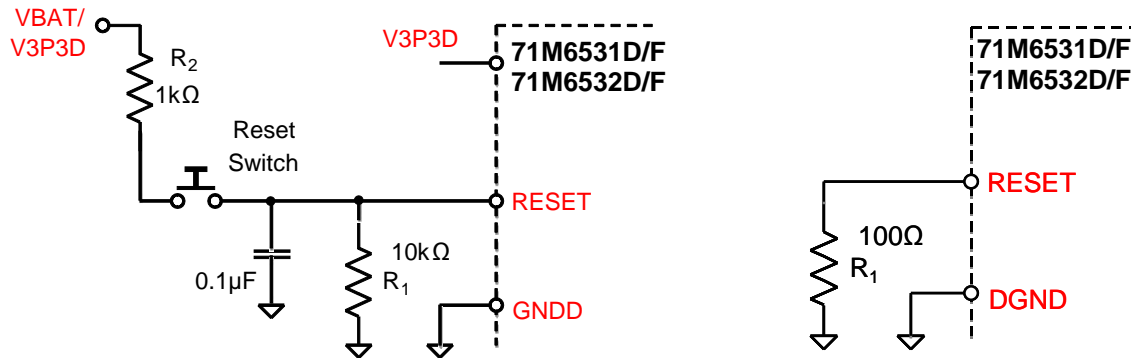 VBAT/
V3P3D
R2
1kΩ
Reset
Switch
0.1µF
10kΩ
R1
V3P3D
71M6531D/F
71M6532D/F
RESET
GNDD
71M6531D/F
71M6532D/F
RESET
100Ω
R1
DGND